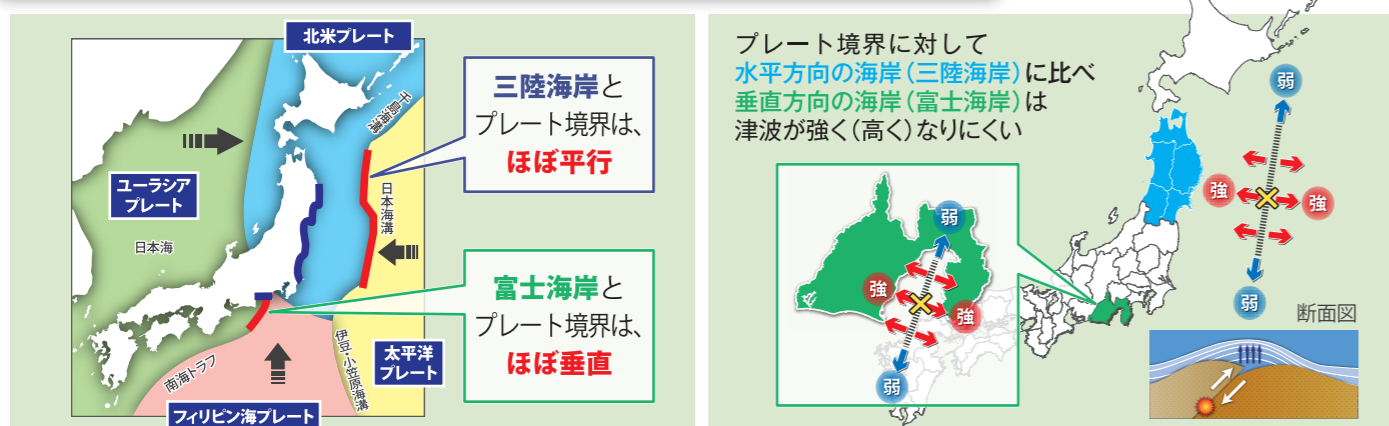 北米プレート
千島海溝
三陸海岸と
プレート境界は、
ほぼ平行
ユーラシア
プレート
日本海
日本海溝
富士海岸と
プレート境界は、
ほぼ垂直
南海トラフ
伊豆・小笠原海溝
太平洋
プレート
フィリピン海プレート
プレート境界に対して
水平方向の海岸（三陸海岸）に比べ
垂直方向の海岸（富士海岸）は
津波が強く（高く）なりにくい
弱
強
強
弱
弱
強
強
弱
断面図